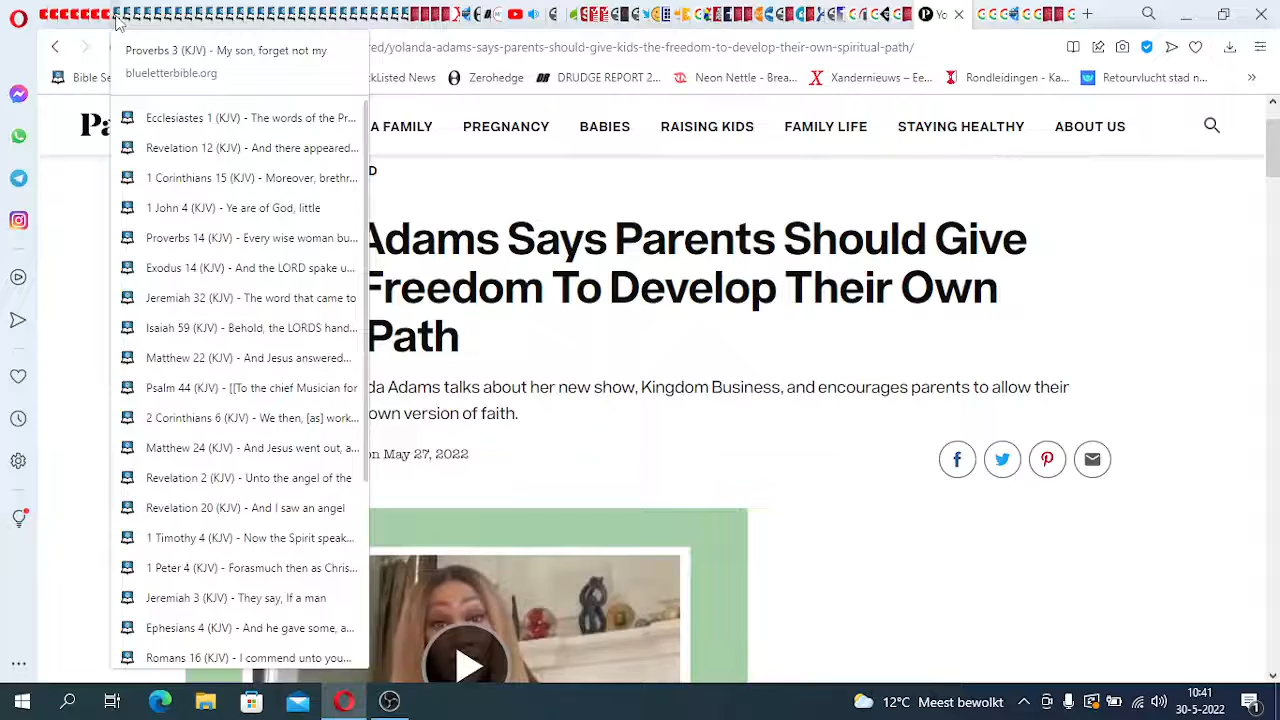 Yo
red/yolanda-adams-says-parents-should-give-kids-the-freedom-to-develop-their-own-spiritual-path/
Bible Se
ckListed News
Zerohedge
DRUDGE REPORT 2...
Neon Nettle - Brea...
Xandernieuws – Ee...
Rondleidingen - Ka...
Retourvlucht stad n...
»
Proverbs 3 (KJV) - My son, forget not my
blueletterbible.org
Ecclesiastes 1 (KJV) - The words of the Pr...
Revelation 12 (KJV) - And there appeared...
1 Corinthians 15 (KJV) - Moreover, brethr...
1 John 4 (KJV) - Ye are of God, little
Proverbs 14 (KJV) - Every wise woman bu...
Exodus 14 (KJV) - And the LORD spake u...
Jeremiah 32 (KJV) - The word that came to
Isaiah 59 (KJV) - Behold, the LORDS hand...
Matthew 22 (KJV) - And Jesus answered...
Psalm 44 (KJV) - [[To the chief Musician for
2 Corinthians 6 (KJV) - We then, [as] work...
Matthew 24 (KJV) - And Jesus went out, a...
Revelation 2 (KJV) - Unto the angel of the
Revelation 20 (KJV) - And I saw an angel
1 Timothy 4 (KJV) - Now the Spirit speak...
1 Peter 4 (KJV) - Forasmuch then as Chris...
Jeremiah 3 (KJV) - They say, If a man
Ephesians 4 (KJV) - And he gave some, a...
Romans 16 (KJV) - I commend unto you...
Pa
A FAMILY
PREGNANCY
BABIES
RAISING KIDS
FAMILY LIFE
STAYING HEALTHY
ABOUT US
D
Adams Says Parents Should Give
Freedom To Develop Their Own
Path
da Adams talks about her new show, Kingdom Business, and encourages parents to allow their
own version of faith.
on May 27, 2022
12°C Meest bewolkt
10:41
30-5-2022
1